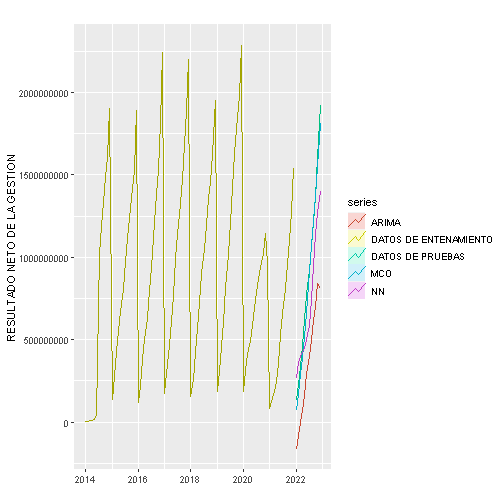 RESULTADO NETO DE LA GESTION
2000000000
1500000000
1000000000
500000000
0
2014
2016
2018
2020
2022
series
ARIMA
DATOS DE ENTENAMIENTO
DATOS DE PRUEBAS
MCO
NN